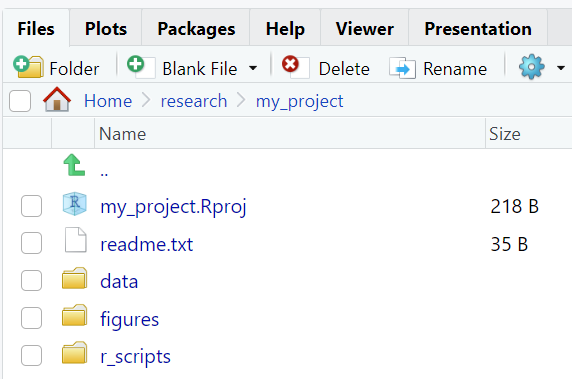 Files Plots Packages Help Viewer Presentation
Folder Blank File Delete Rename
Home research my_project
Name Size
..
R my_project.Rproj 218 B
readme.txt 35 B
data
figures
r_scripts